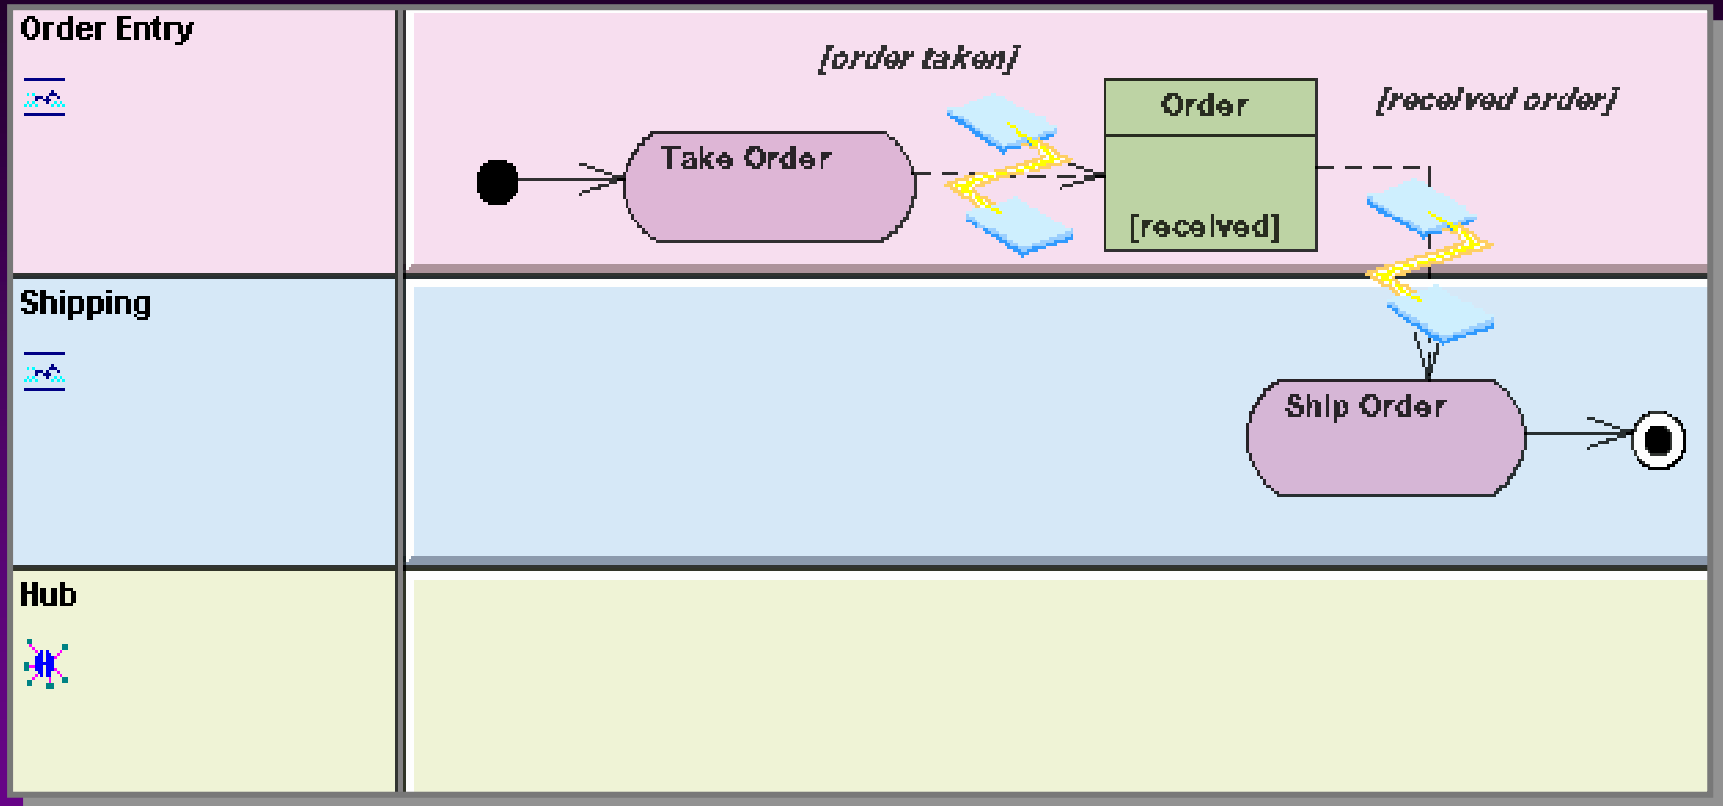 Order Entry
[order taken]
Order
[received order]
Take Order
[received]
Shipping
Ship Order
Hub